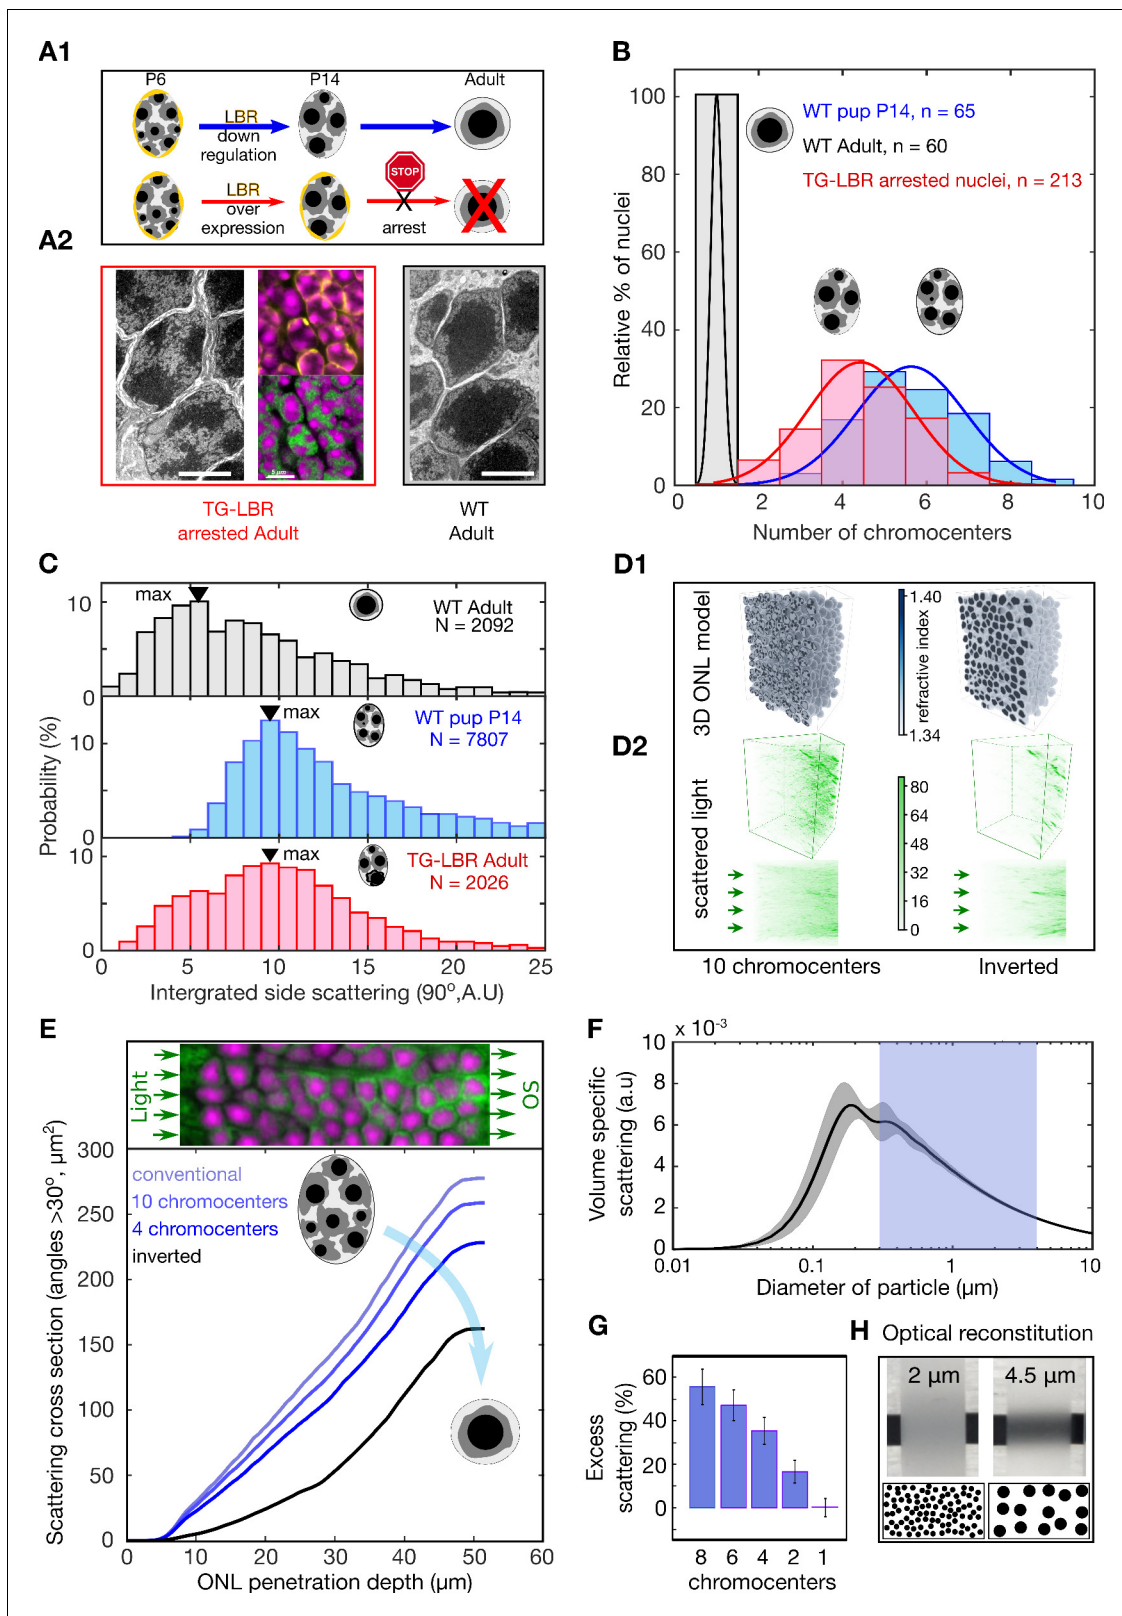 A1
P6
P14
Adult
LBR
down
regulation
STOP
LBR
over
expression
arrest
A2
5 µm
TG-LBR
arrested Adult
WT
Adult
B
WT pup P14, n = 65
WT Adult, n = 60
TG-LBR arrested nuclei, n = 213
Relative % of nuclei
100
80
60
40
20
0
0
2
4
6
8
10
Number of chromocenters
C
max
WT Adult
N = 2092
10
0
max
WT pup P14
N = 7807
10
0
max
TG-LBR Adult
N = 2026
10
0
Probability (%)
0
5
10
15
20
25
Intergrated side scattering (90°,A.U)
D1
3D ONL model
1.40
refractive index
1.34
D2
scattered light
80
64
48
32
16
0
10 chromocenters
Inverted
E
Light
OS
conventional
10 chromocenters
4 chromocenters
inverted
Scattering cross section (angles >30°, µm²)
300
250
200
150
100
50
0
0
10
20
30
40
50
60
ONL penetration depth (µm)
F
x 10⁻³
Volume specific
scattering (a.u)
10
8
6
4
2
0
0.01
0.1
1
10
Diameter of particle (µm)
G
Excess
scattering (%)
60
40
20
0
8
6
4
2
1
chromocenters
H
Optical reconstitution
2 µm
4.5 µm